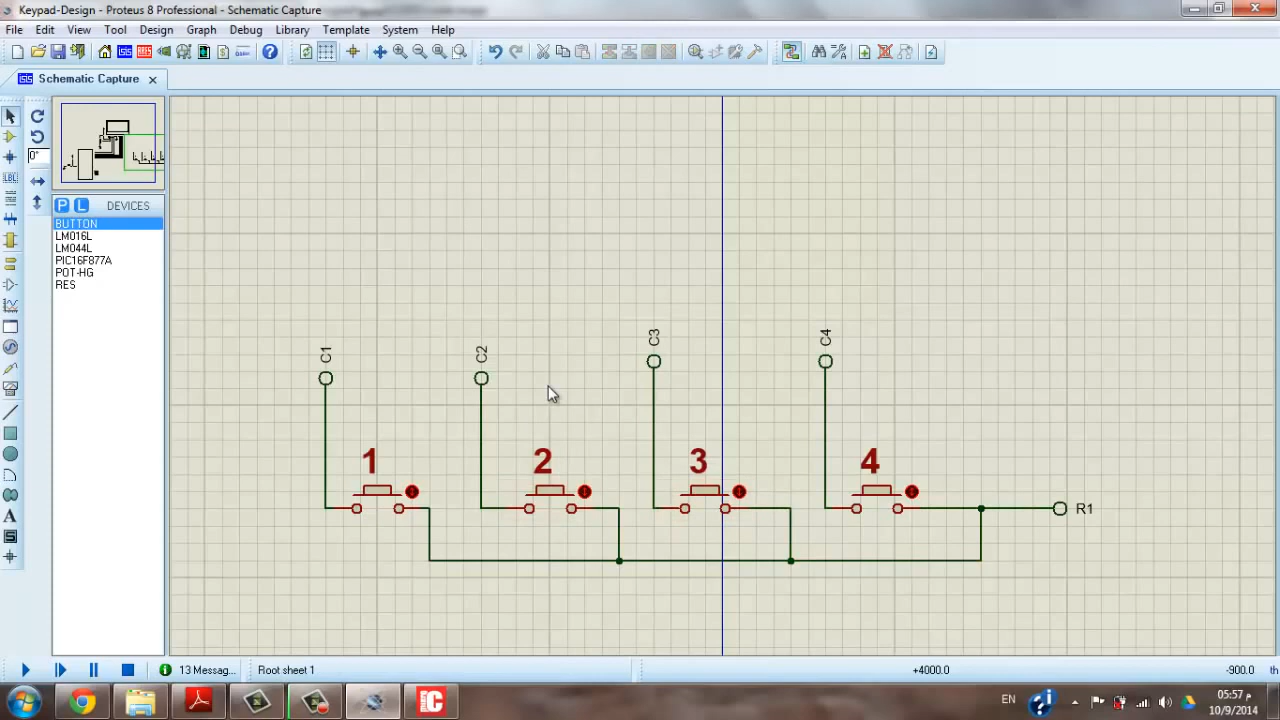 Keypad-Design - Proteus 8 Professional - Schematic Capture
File Edit View Tool Graph Design Debug Library Template System Help
Schematic Capture
0°
P L DEVICES
BUTTON
LM016L
LM044L
PIC16F877A
POT-HG
RES
C1 C2 C3 C4
1 2 3 4
R1
13 Messag... Root sheet 1 +4000.0 -900.0 th
EN 05:57 م
10/9/2014